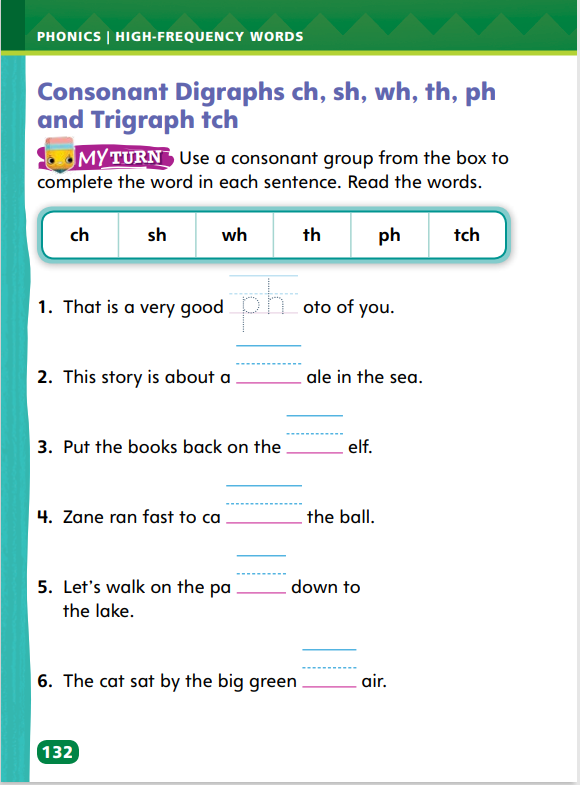 PHONICS | HIGH-FREQUENCY WORDS
Consonant Digraphs ch, sh, wh, th, ph
and Trigraph tch
MY TURN Use a consonant group from the box to
complete the word in each sentence. Read the words.
ch sh wh th ph tch
1. That is a very good ph oto of you.
2. This story is about a ______ ale in the sea.
3. Put the books back on the ______ elf.
4. Zane ran fast to ca ______ the ball.
5. Let's walk on the pa ______ down to
the lake.
6. The cat sat by the big green ______ air.
132